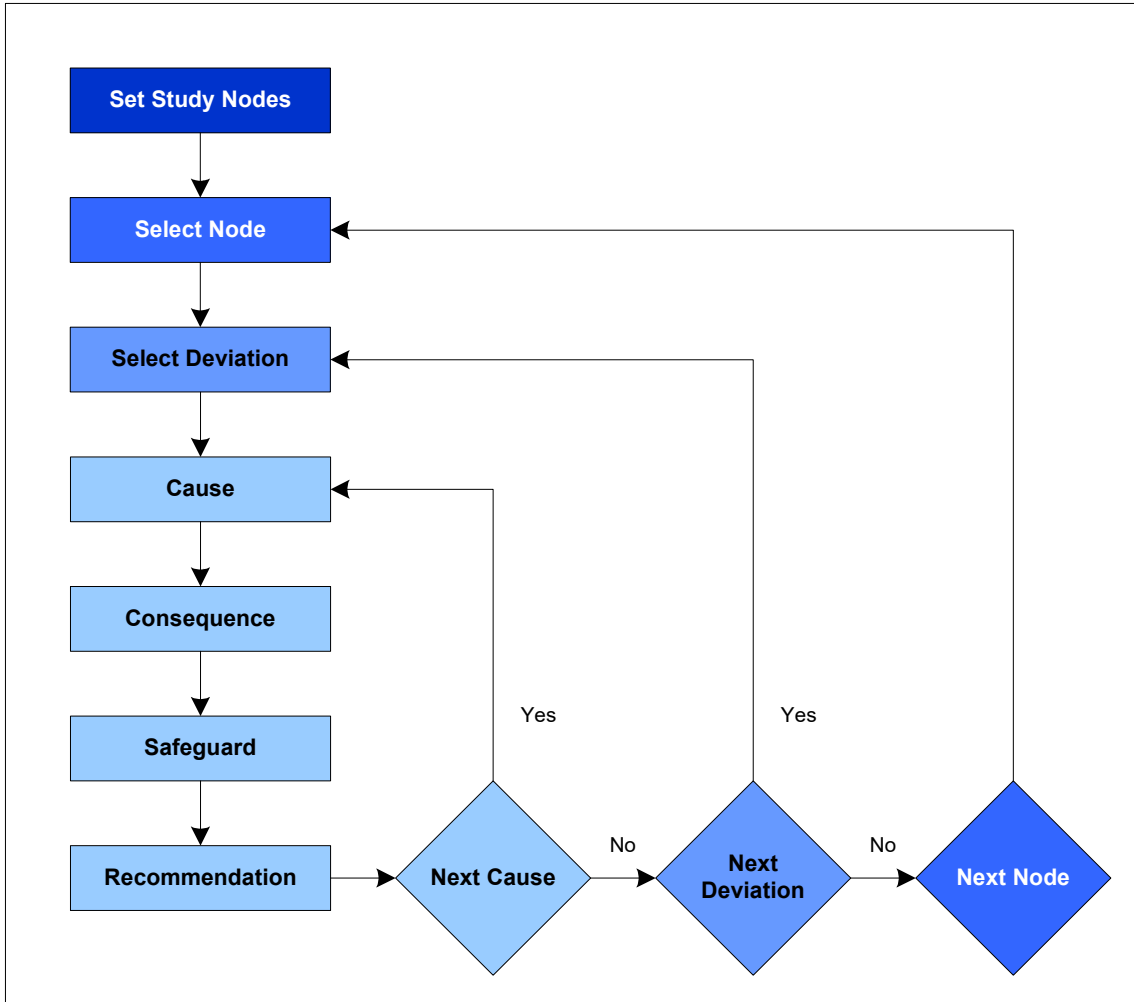 Set Study Nodes
Select Node
Select Deviation
Cause
Consequence
Yes
Yes
Safeguard
No
No
Recommendation
Next Cause
Next
Deviation
Next Node